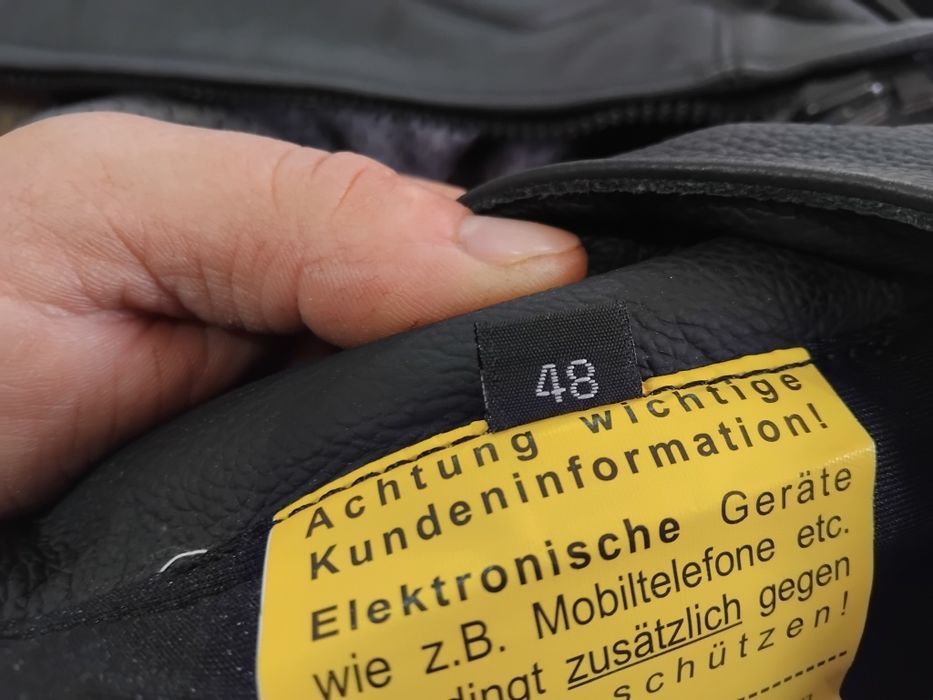 48
Achtung wichtige
Kundeninformation!
Elektronische Geräte
wie z.B. Mobiltelefone etc.
zusätzlich gegen
schützen!